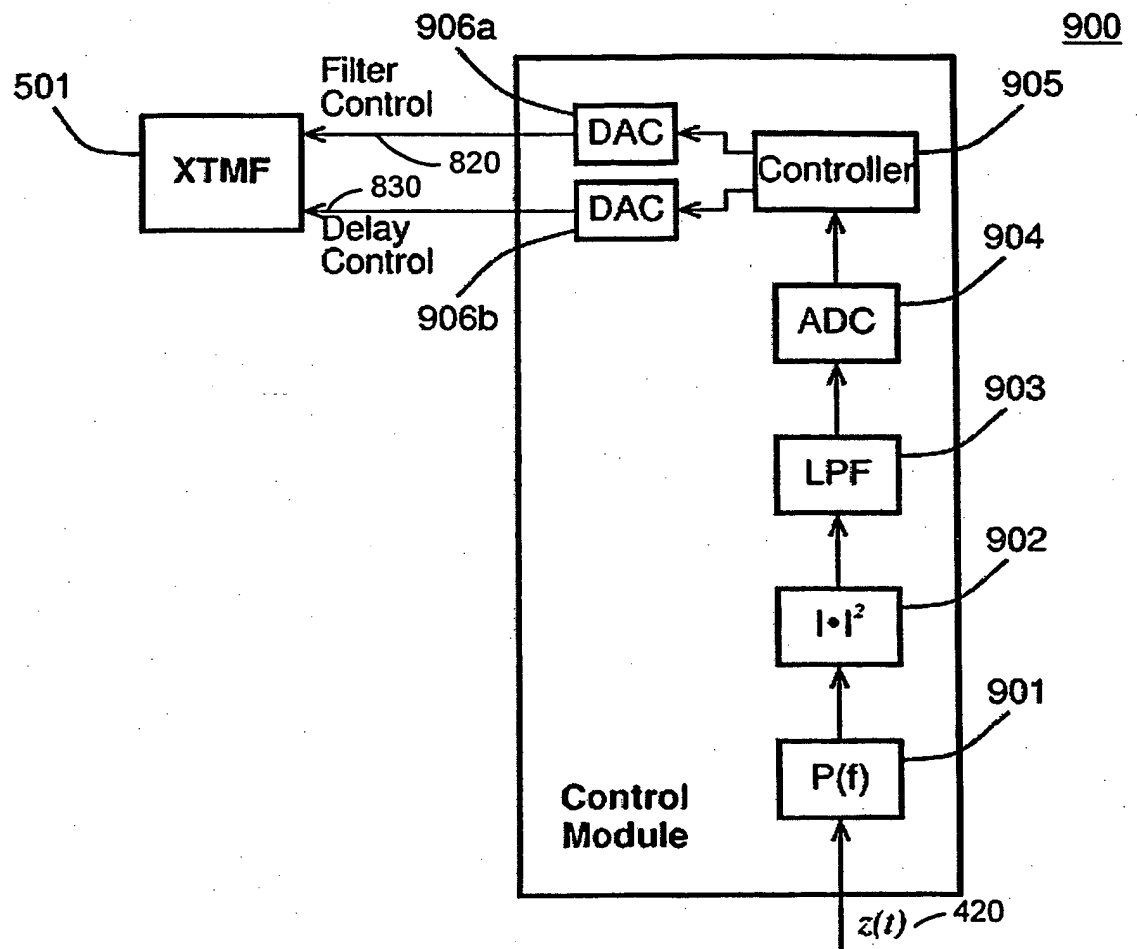 900
906a
905
501
Filter
Control
DAC
Controller
XTMF
820
830
DAC
Delay
Control
906b
904
ADC
903
LPF
902
|•|²
901
P(f)
Control
Module
z(t)
420